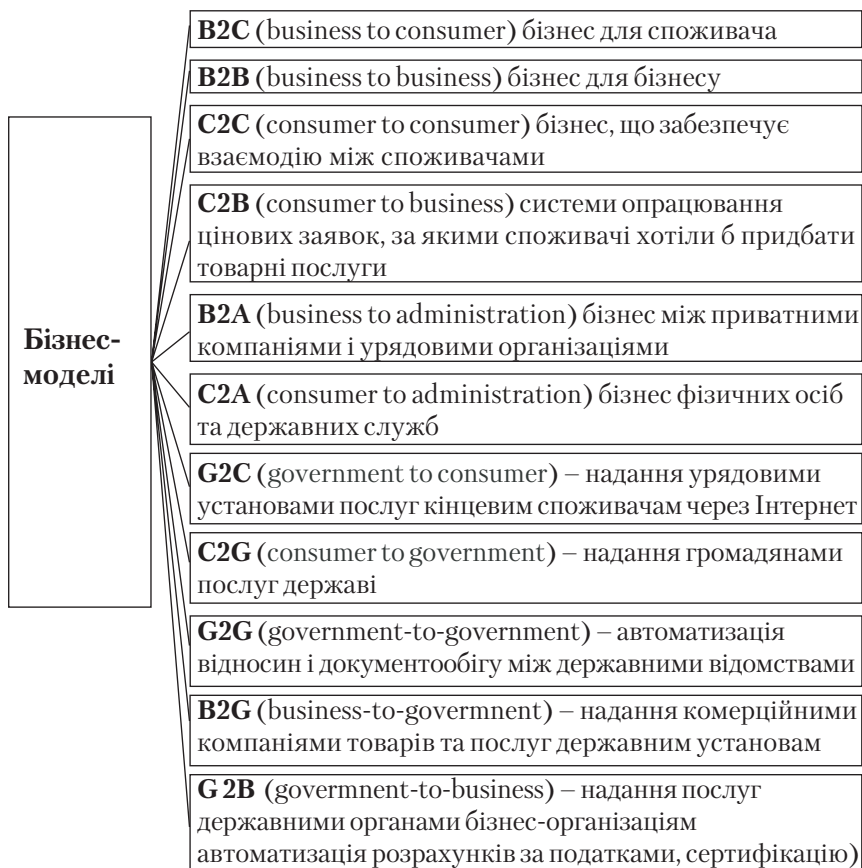 B2C (business to consumer) бізнес для споживача
B2B (business to business) бізнес для бізнесу
C2C (consumer to consumer) бізнес, що забезпечує
взаємодію між споживачами
C2B (consumer to business) системи опрацювання
цінових заявок, за якими споживачі хотіли б придбати
товарні послуги
B2A (business to administration) бізнес між приватними
компаніями і урядовими організаціями
Бізнес-
моделі
C2A (consumer to administration) бізнес фізичних осіб
та державних служб
G2C (government to consumer) – надання урядовими
установами послуг кінцевим споживачам через Інтернет
C2G (consumer to government) – надання громадянами
послуг державі
G2G (government-to-government) – автоматизація
відносин і документообігу між державними відомствами
B2G (business-to-govermnent) – надання комерційними
компаніями товарів та послуг державним установам
G 2B (govermnent-to-business) – надання послуг
державними органами бізнес-організаціям
автоматизація розрахунків за податками, сертифікацію)